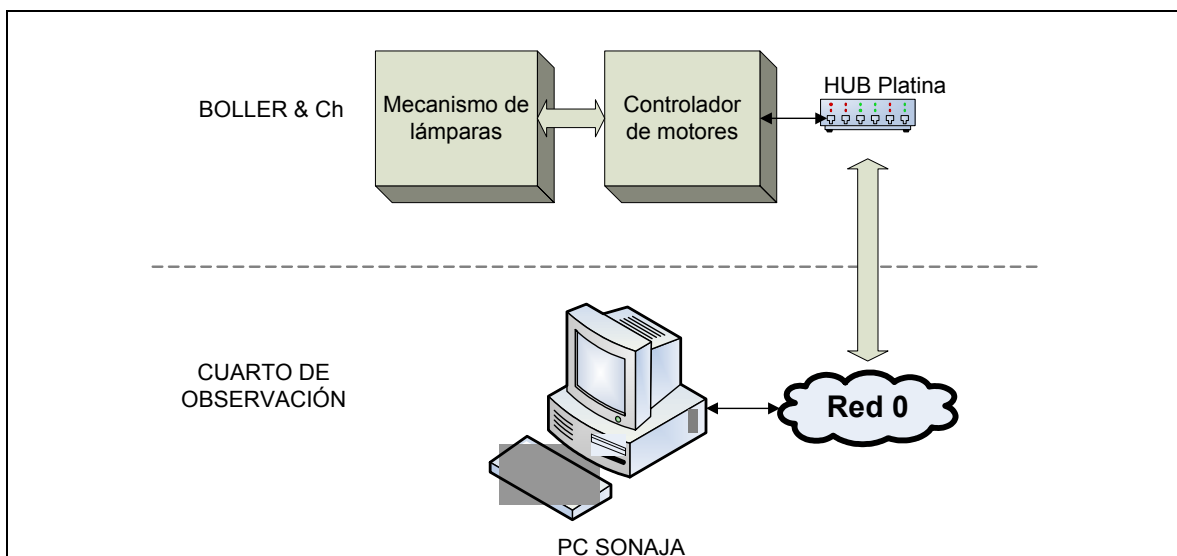 BOLLER & Ch
Mecanismo de
lámparas
Controlador
de motores
HUB Platina
CUARTO DE
OBSERVACIÓN
Red 0
PC SONAJA